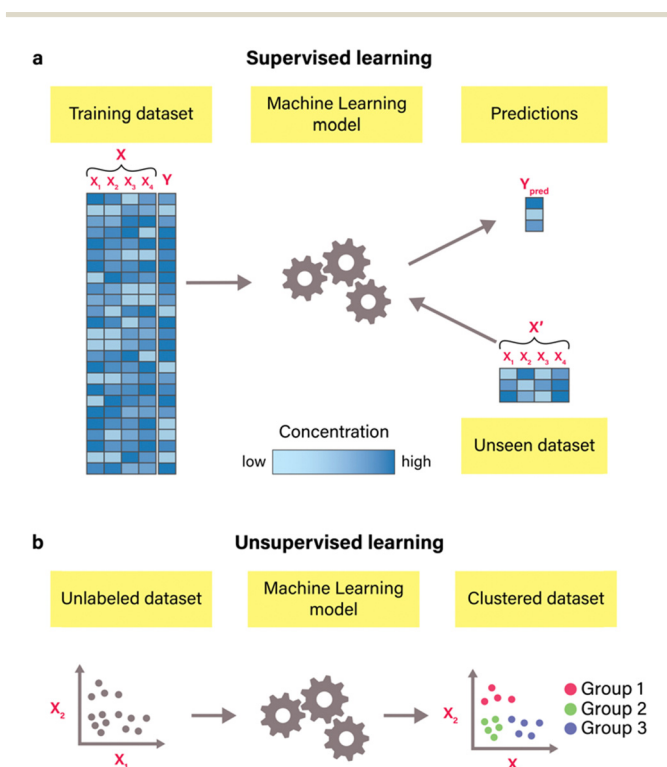 a
Supervised learning
Training dataset
Machine Learning
model
Predictions
X
X₁ X₂ X₃ X₄ Y
Y_pred
X′
X₁ X₂ X₃ X₄
Unseen dataset
Concentration
low
high
b
Unsupervised learning
Unlabeled dataset
Machine Learning
model
Clustered dataset
X₂
X₁
X₂
X
Group 1
Group 2
Group 3